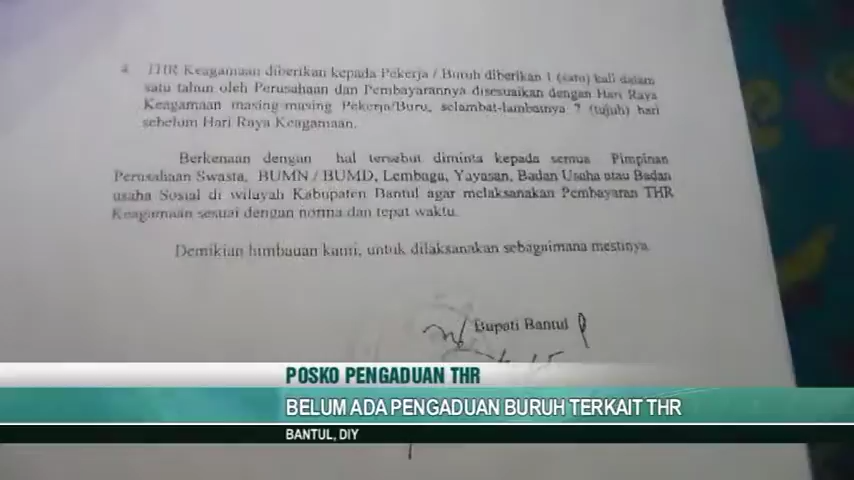 4. THR Keagamaan diberikan kepada Pekerja / Buruh diberikan 1 (satu) kali dalam
satu tahun oleh Perusahaan dan Pembayarannya disesuaikan dengan Hari Raya
Keagamaan masing-masing Pekerja/Buru, selambat-lambatnya 7 (tujuh) hari
sebelum Hari Raya Keagamaan.
Berkenaan dengan hal tersebut diminta kepada semua Pimpinan
Perusahaan Swasta, BUMN / BUMD, Lembaga, Yayasan, Badan Usaha atau Badan
usaha Sosial di wilayah Kabupaten Bantul agar melaksanakan Pembayaran THR
Keagamaan sesuai dengan norma dan tepat waktu.
Demikian himbauan kami, untuk dilaksanakan sebagaimana mestinya
Bupati Bantul
POSKO PENGADUAN THR
BELUM ADA PENGADUAN BURUH TERKAIT THR
BANTUL, DIY